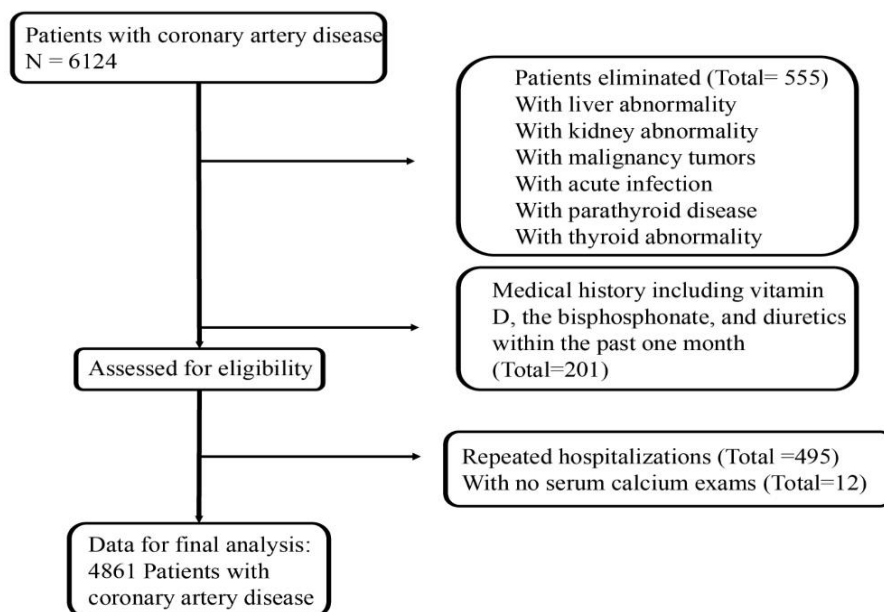 Patients with coronary artery disease
N = 6124
Patients eliminated (Total= 555)
With liver abnormality
With kidney abnormality
With malignancy tumors
With acute infection
With parathyroid disease
With thyroid abnormality
Medical history including vitamin
D, the bisphosphonate, and diuretics
within the past one month
(Total=201)
Assessed for eligibility
Repeated hospitalizations (Total =495)
With no serum calcium exams (Total=12)
Data for final analysis:
4861 Patients with
coronary artery disease